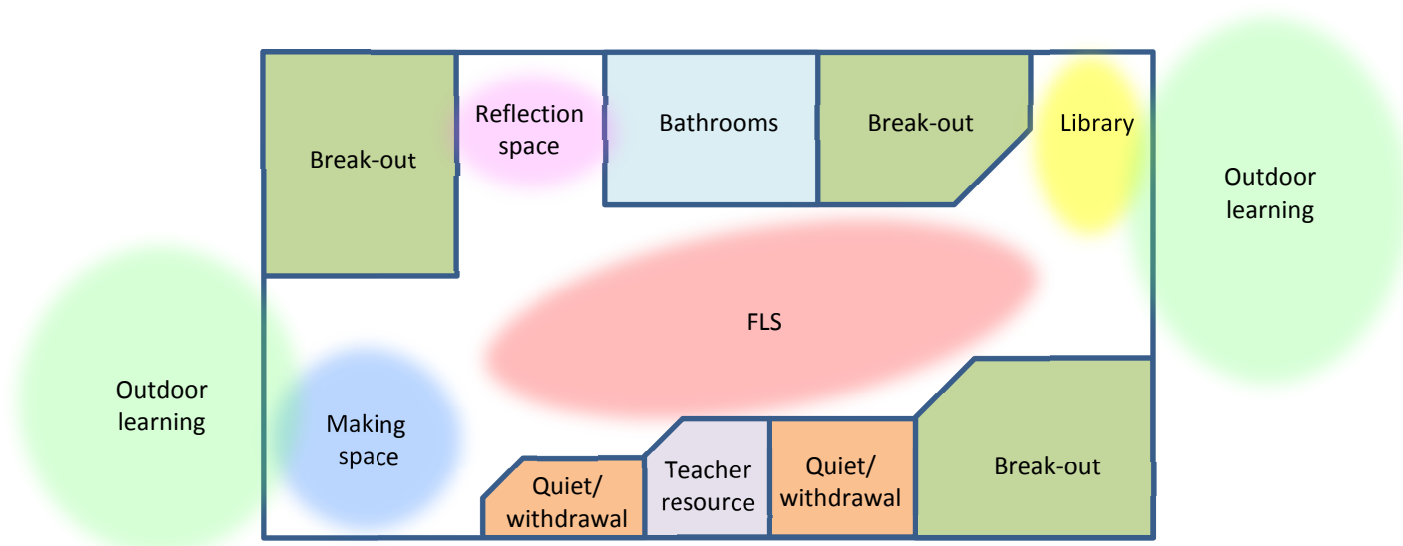 Break-out
Reflection
space
Bathrooms
Break-out
Library
Outdoor
learning
FLS
Outdoor
learning
Making
space
Quiet/
withdrawal
Teacher
resource
Quiet/
withdrawal
Break-out